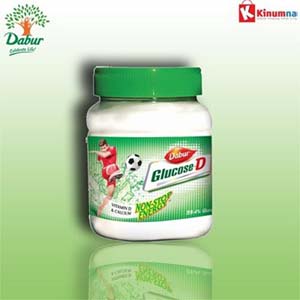 Dabur
Celebrate Life!
Kinumna
Dabur
Glucose D
VITAMIN D
& CALCIUM
NON-STOP
ENERGY